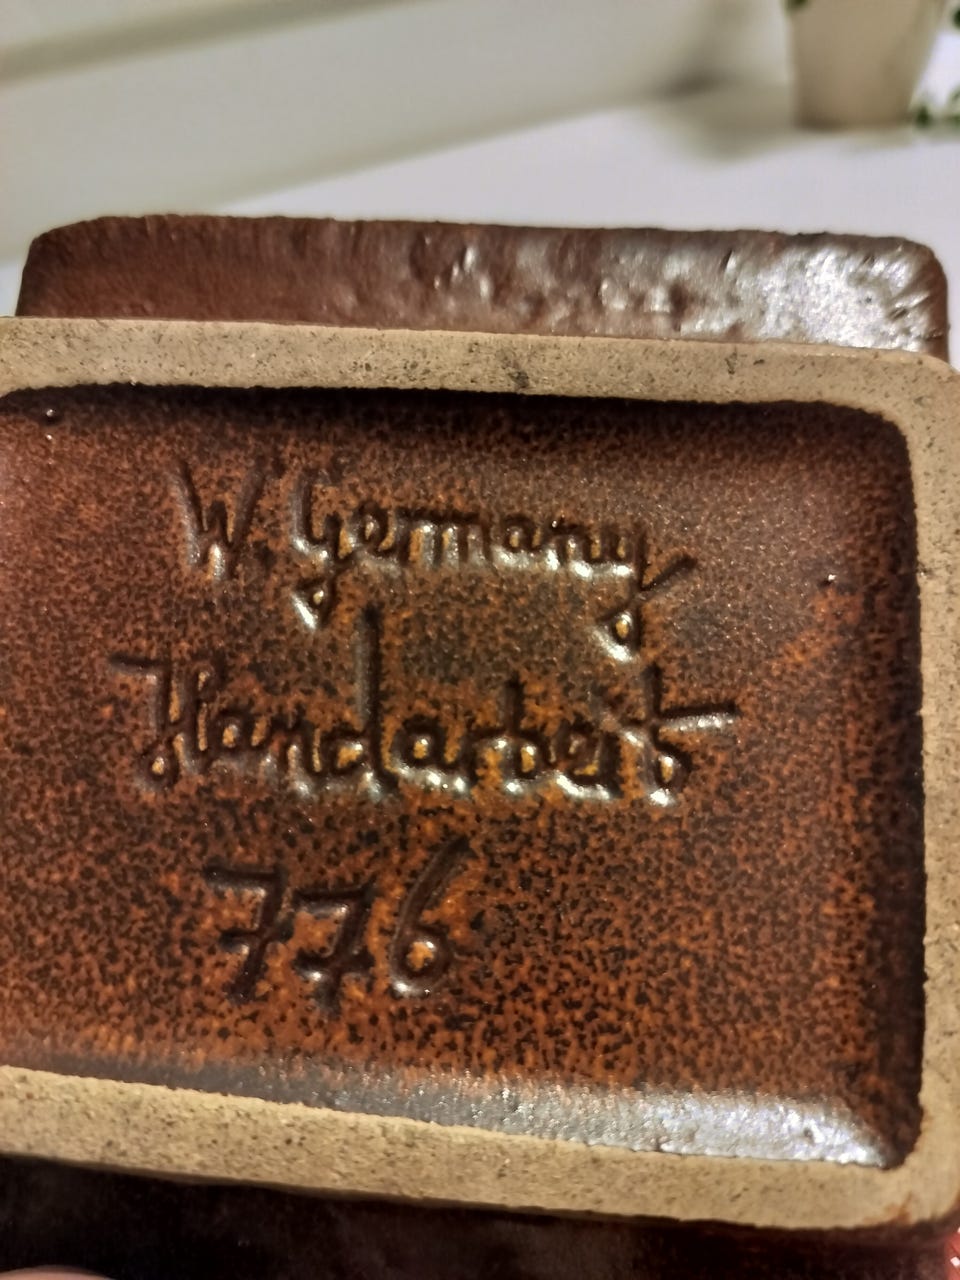 W. Germany
Handarbeit
776